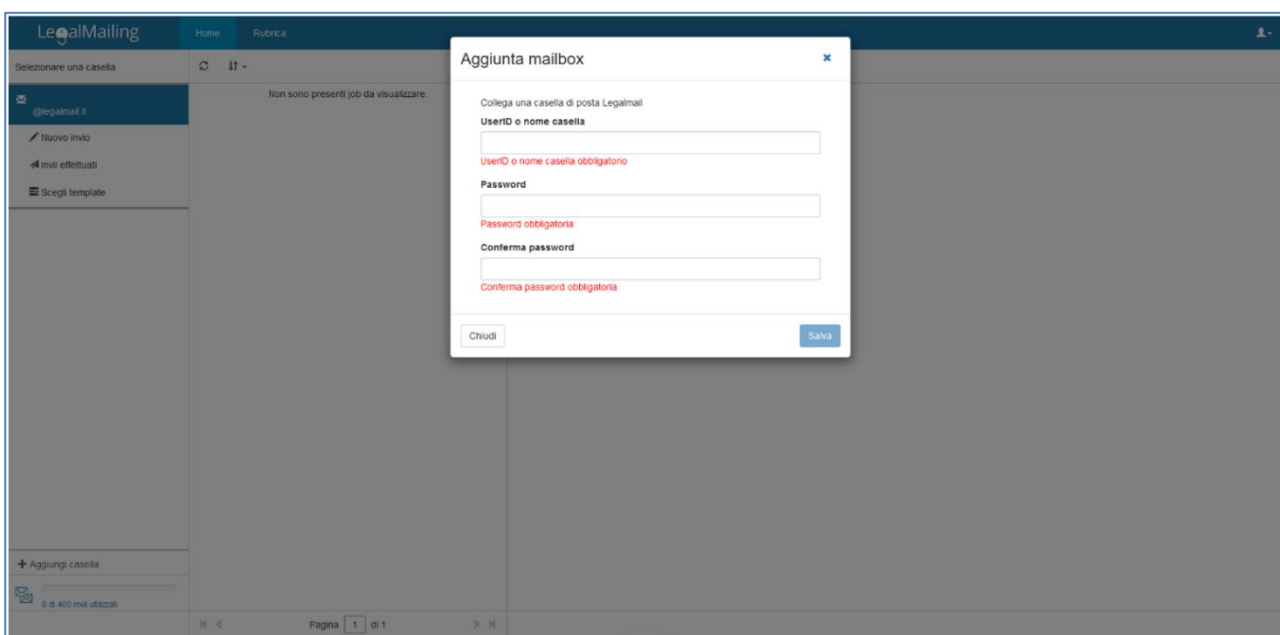 LegalMailing
Home
Rubrica
Selezionare una casella
Non sono presenti job da visualizzare.
@legalmail.it
Nuovo invio
Invii effettuati
Scegli template
Aggiunta mailbox
Collega una casella di posta Legalmail
UserID o nome casella
UserID o nome casella obbligatorio
Password
Password obbligatoria
Conferma password
Conferma password obbligatoria
Chiudi
Salva
Aggiungi casella
0 di 400 invii utilizzati
Pagina 1 di 1